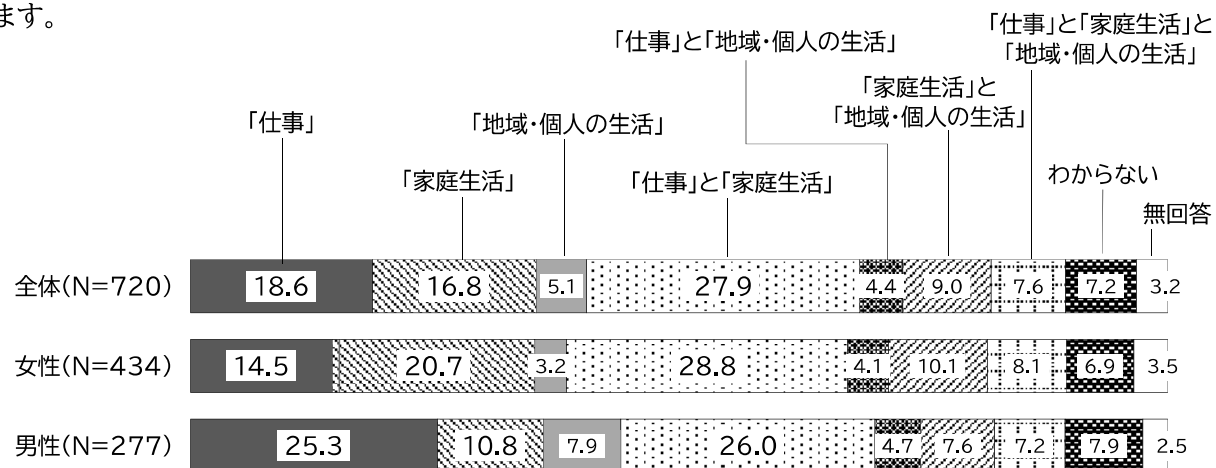 ます。
「仕事」と「家庭生活」と
「地域・個人の生活」
「仕事」と「地域・個人の生活」
「家庭生活」と
「地域・個人の生活」
「仕事」
「地域・個人の生活」
「家庭生活」
「仕事」と「家庭生活」
わからない
無回答
全体(N=720) 18.6 16.8 5.1 27.9 4.4 9.0 7.6 7.2 3.2
女性(N=434) 14.5 20.7 3.2 28.8 4.1 10.1 8.1 6.9 3.5
男性(N=277) 25.3 10.8 7.9 26.0 4.7 7.6 7.2 7.9 2.5